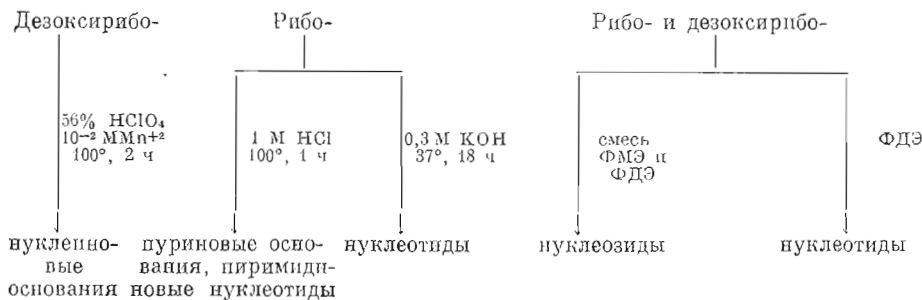 Дезоксирибо-
Рибо-
Рибо- и дезоксирибо-
56% HClO₄
10⁻² MMn⁺²
100°, 2 ч
1 М HCl
100°, 1 ч
0,3 М KOH
37°, 18 ч
смесь
ФМЭ и
ФДЭ
ФДЭ
нуклеино-
вые
основания
пуриновые осно-
вания, пиримиди-
новые нуклеотиды
нуклеотиды
нуклеозиды
нуклеотиды